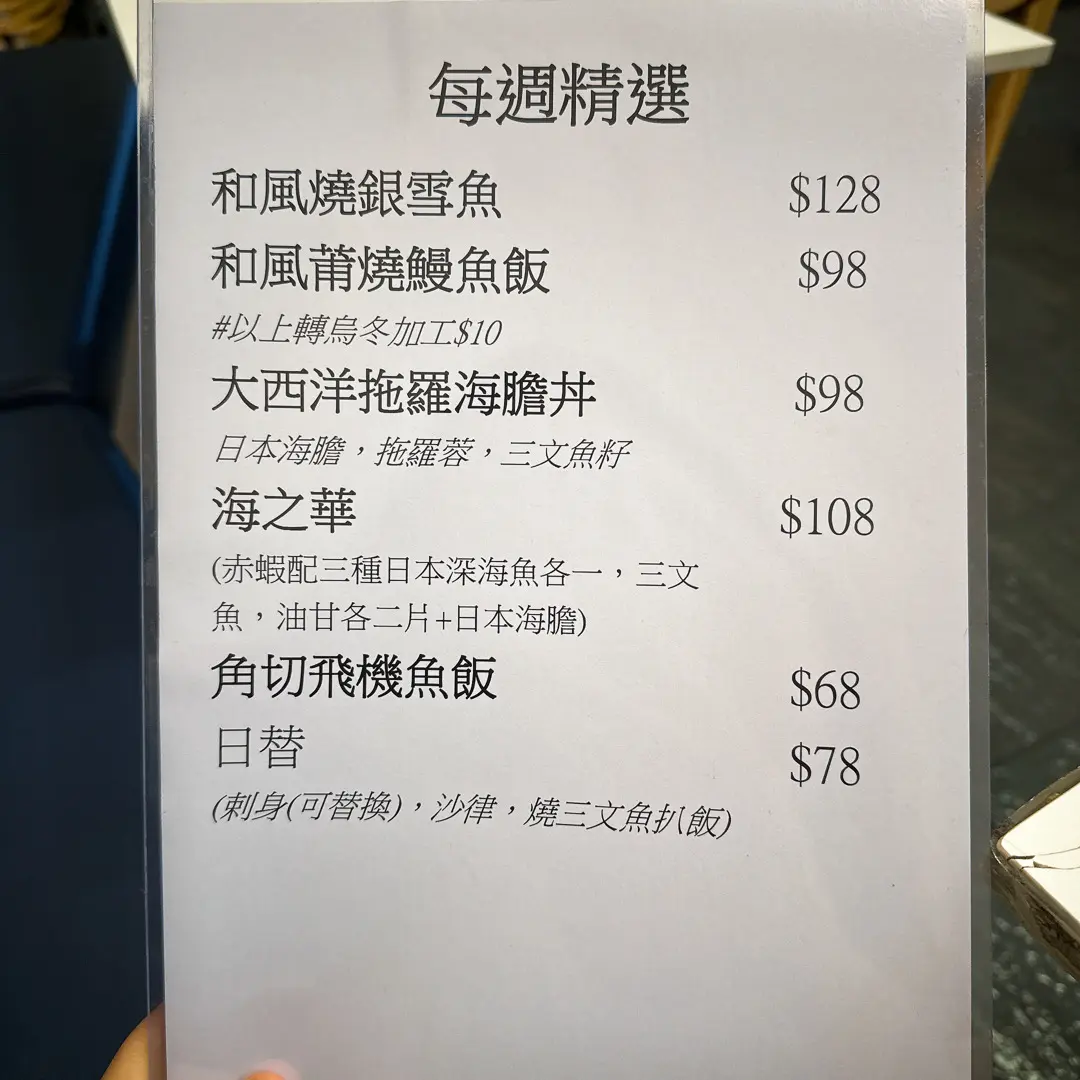 每週精選
和風燒銀雪魚 $128
和風莆燒鰻魚飯 $98
#以上轉烏冬加工$10
大西洋拖羅海膽丼 $98
日本海膽，拖羅蓉，三文魚籽
海之華 $108
(赤蝦配三種日本深海魚各一，三文
魚，油甘各二片+日本海膽)
角切飛機魚飯 $68
日替 $78
(刺身(可替換)，沙律，燒三文魚扒飯)